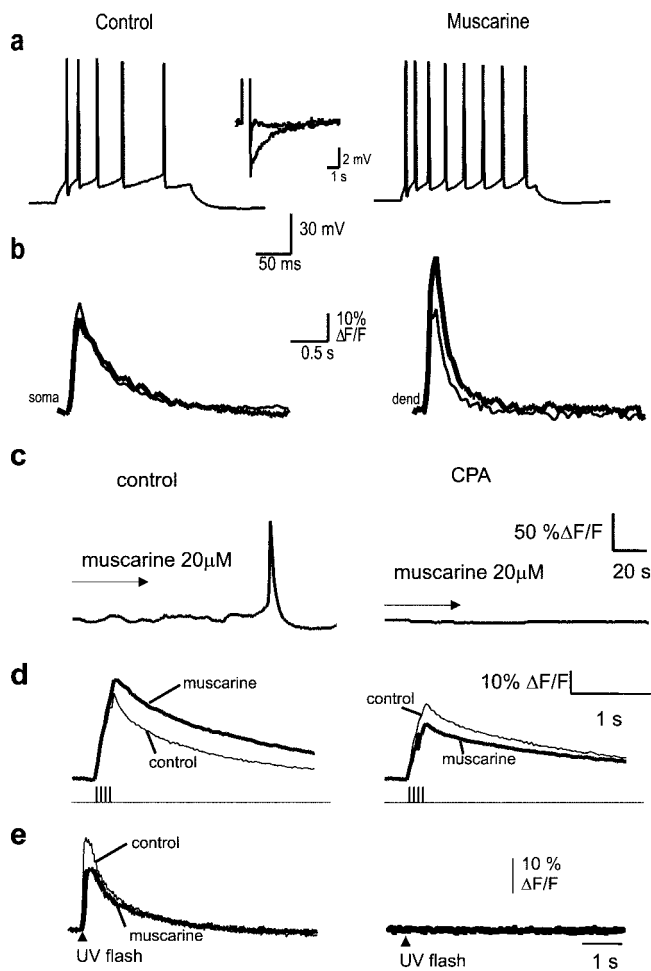 Control
Muscarine
a
2 mV
1 s
30 mV
50 ms
b
soma
10%
ΔF/F
0.5 s
dend
c
control
CPA
muscarine 20μM
50 %ΔF/F
20 s
muscarine 20μM
d
muscarine
control
control
muscarine
10% ΔF/F
1 s
e
control
muscarine
UV flash
10 %
ΔF/F
UV flash
1 s